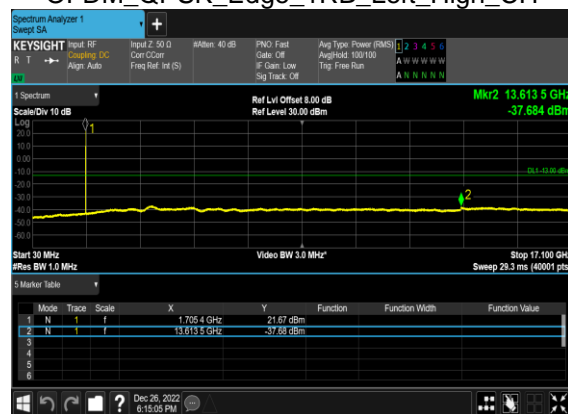 Spectrum Analyzer 1
Swept SA
KEYSIGHT Input: RF Input Z: 50 Ω #Atten: 40 dB PNO: Fast Avg Type: Power (RMS) 1 2 3 4 5 6
R T Coupling: DC Corr CCorr Gate: Off Avg|Hold: 100/100 A W W W W W
Align: Auto Freq Ref: Int (S) IF Gain: Low Trig: Free Run
LXI Sig Track: Off A N N N N N
1 Spectrum Ref Lvl Offset 8.00 dB Mkr2 13.613 5 GHz
Scale/Div 10 dB Ref Level 30.00 dBm -37.684 dBm
Log
1
20.0
10.0
0.00
-10.0 DL1 -13.00 dBm
-20.0
-30.0 2
-40.0
-50.0
-60.0
Start 30 MHz Video BW 3.0 MHz* Stop 17.100 GHz
#Res BW 1.0 MHz Sweep 29.3 ms (40001 pts)
5 Marker Table
Mode Trace Scale X Y Function Function Width Function Value
1 N 1 f 1.705 4 GHz 21.67 dBm
2 N 1 f 13.613 5 GHz -37.68 dBm
3
4
5
6
? Dec 26, 2022
6:15:05 PM